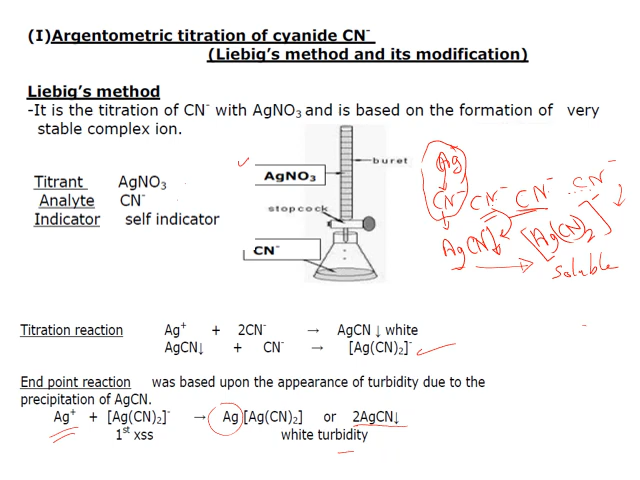 (I)Argentometric titration of cyanide CN⁻
(Liebig's method and its modification)
Liebig's method
-It is the titration of CN⁻ with AgNO₃ and is based on the formation of very
stable complex ion.
Titrant AgNO₃
Analyte CN⁻
Indicator self indicator
AgNO₃
buret
stopcock
CN⁻
Ag⁺
CN⁻ CN⁻ CN⁻ CN⁻
AgCN↓ [Ag(CN)₂]⁻
Soluble
Titration reaction Ag⁺ + 2CN⁻ → AgCN ↓ white
AgCN↓ + CN⁻ → [Ag(CN)₂]⁻
End point reaction was based upon the appearance of turbidity due to the
precipitation of AgCN.
Ag⁺ + [Ag(CN)₂]⁻ → Ag[Ag(CN)₂] or 2AgCN↓
1ˢᵗ xss white turbidity